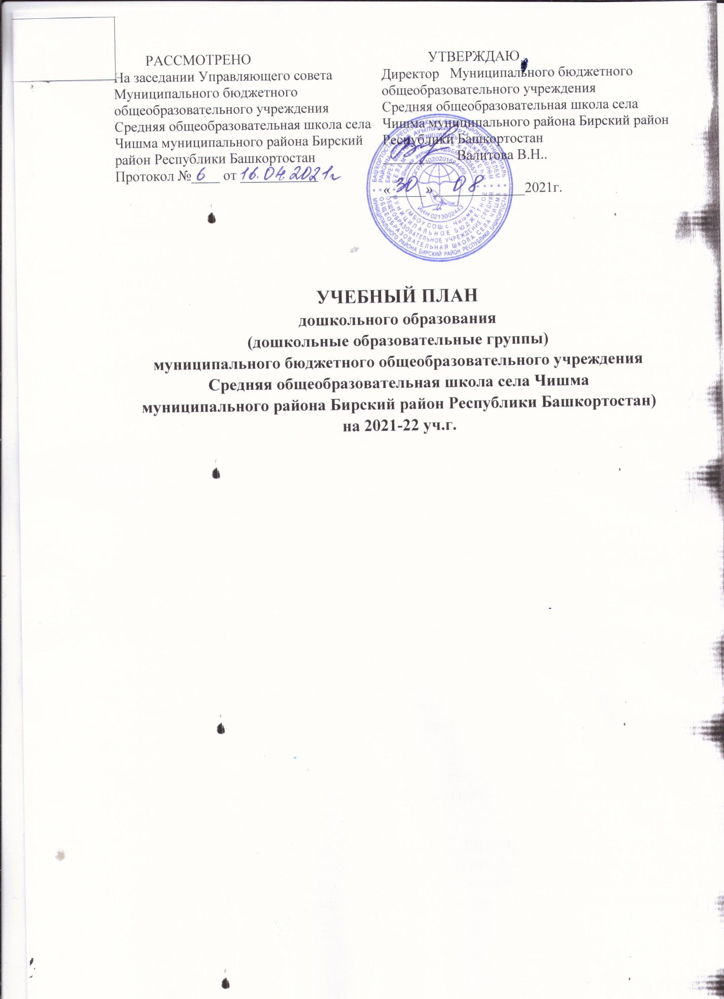 РАССМОТРЕНО
На заседании Управляющего совета
Муниципального бюджетного
общеобразовательного учреждения
Средняя общеобразовательная школа села
Чишма муниципального района Бирский
район Республики Башкортостан
Протокол № 6 от 16.04.2021г
УТВЕРЖДАЮ
Директор Муниципального бюджетного
общеобразовательного учреждения
Средняя общеобразовательная школа села
Чишма муниципального района Бирский район
Республики Башкортостан
Валитова В.Н..
« 30 » 08 2021г.
ОГРН 1020201684469
ИНН 0213002443
(МБОУ СОШ с. Чишма)
МУНИЦИПАЛЬНОЕ БЮДЖЕТНОЕ
ОБЩЕОБРАЗОВАТЕЛЬНОЕ УЧРЕЖДЕНИЕ СРЕДНЯЯ
ОБЩЕОБРАЗОВАТЕЛЬНАЯ ШКОЛА СЕЛА ЧИШМА
МУНИЦИПАЛЬНОГО РАЙОНА БИРСКИЙ РАЙОН РЕСПУБЛИКИ БАШКОРТОСТАН
УЧЕБНЫЙ ПЛАН
дошкольного образования
(дошкольные образовательные группы)
муниципального бюджетного общеобразовательного учреждения
Средняя общеобразовательная школа села Чишма
муниципального района Бирский район Республики Башкортостан)
на 2021-22 уч.г.